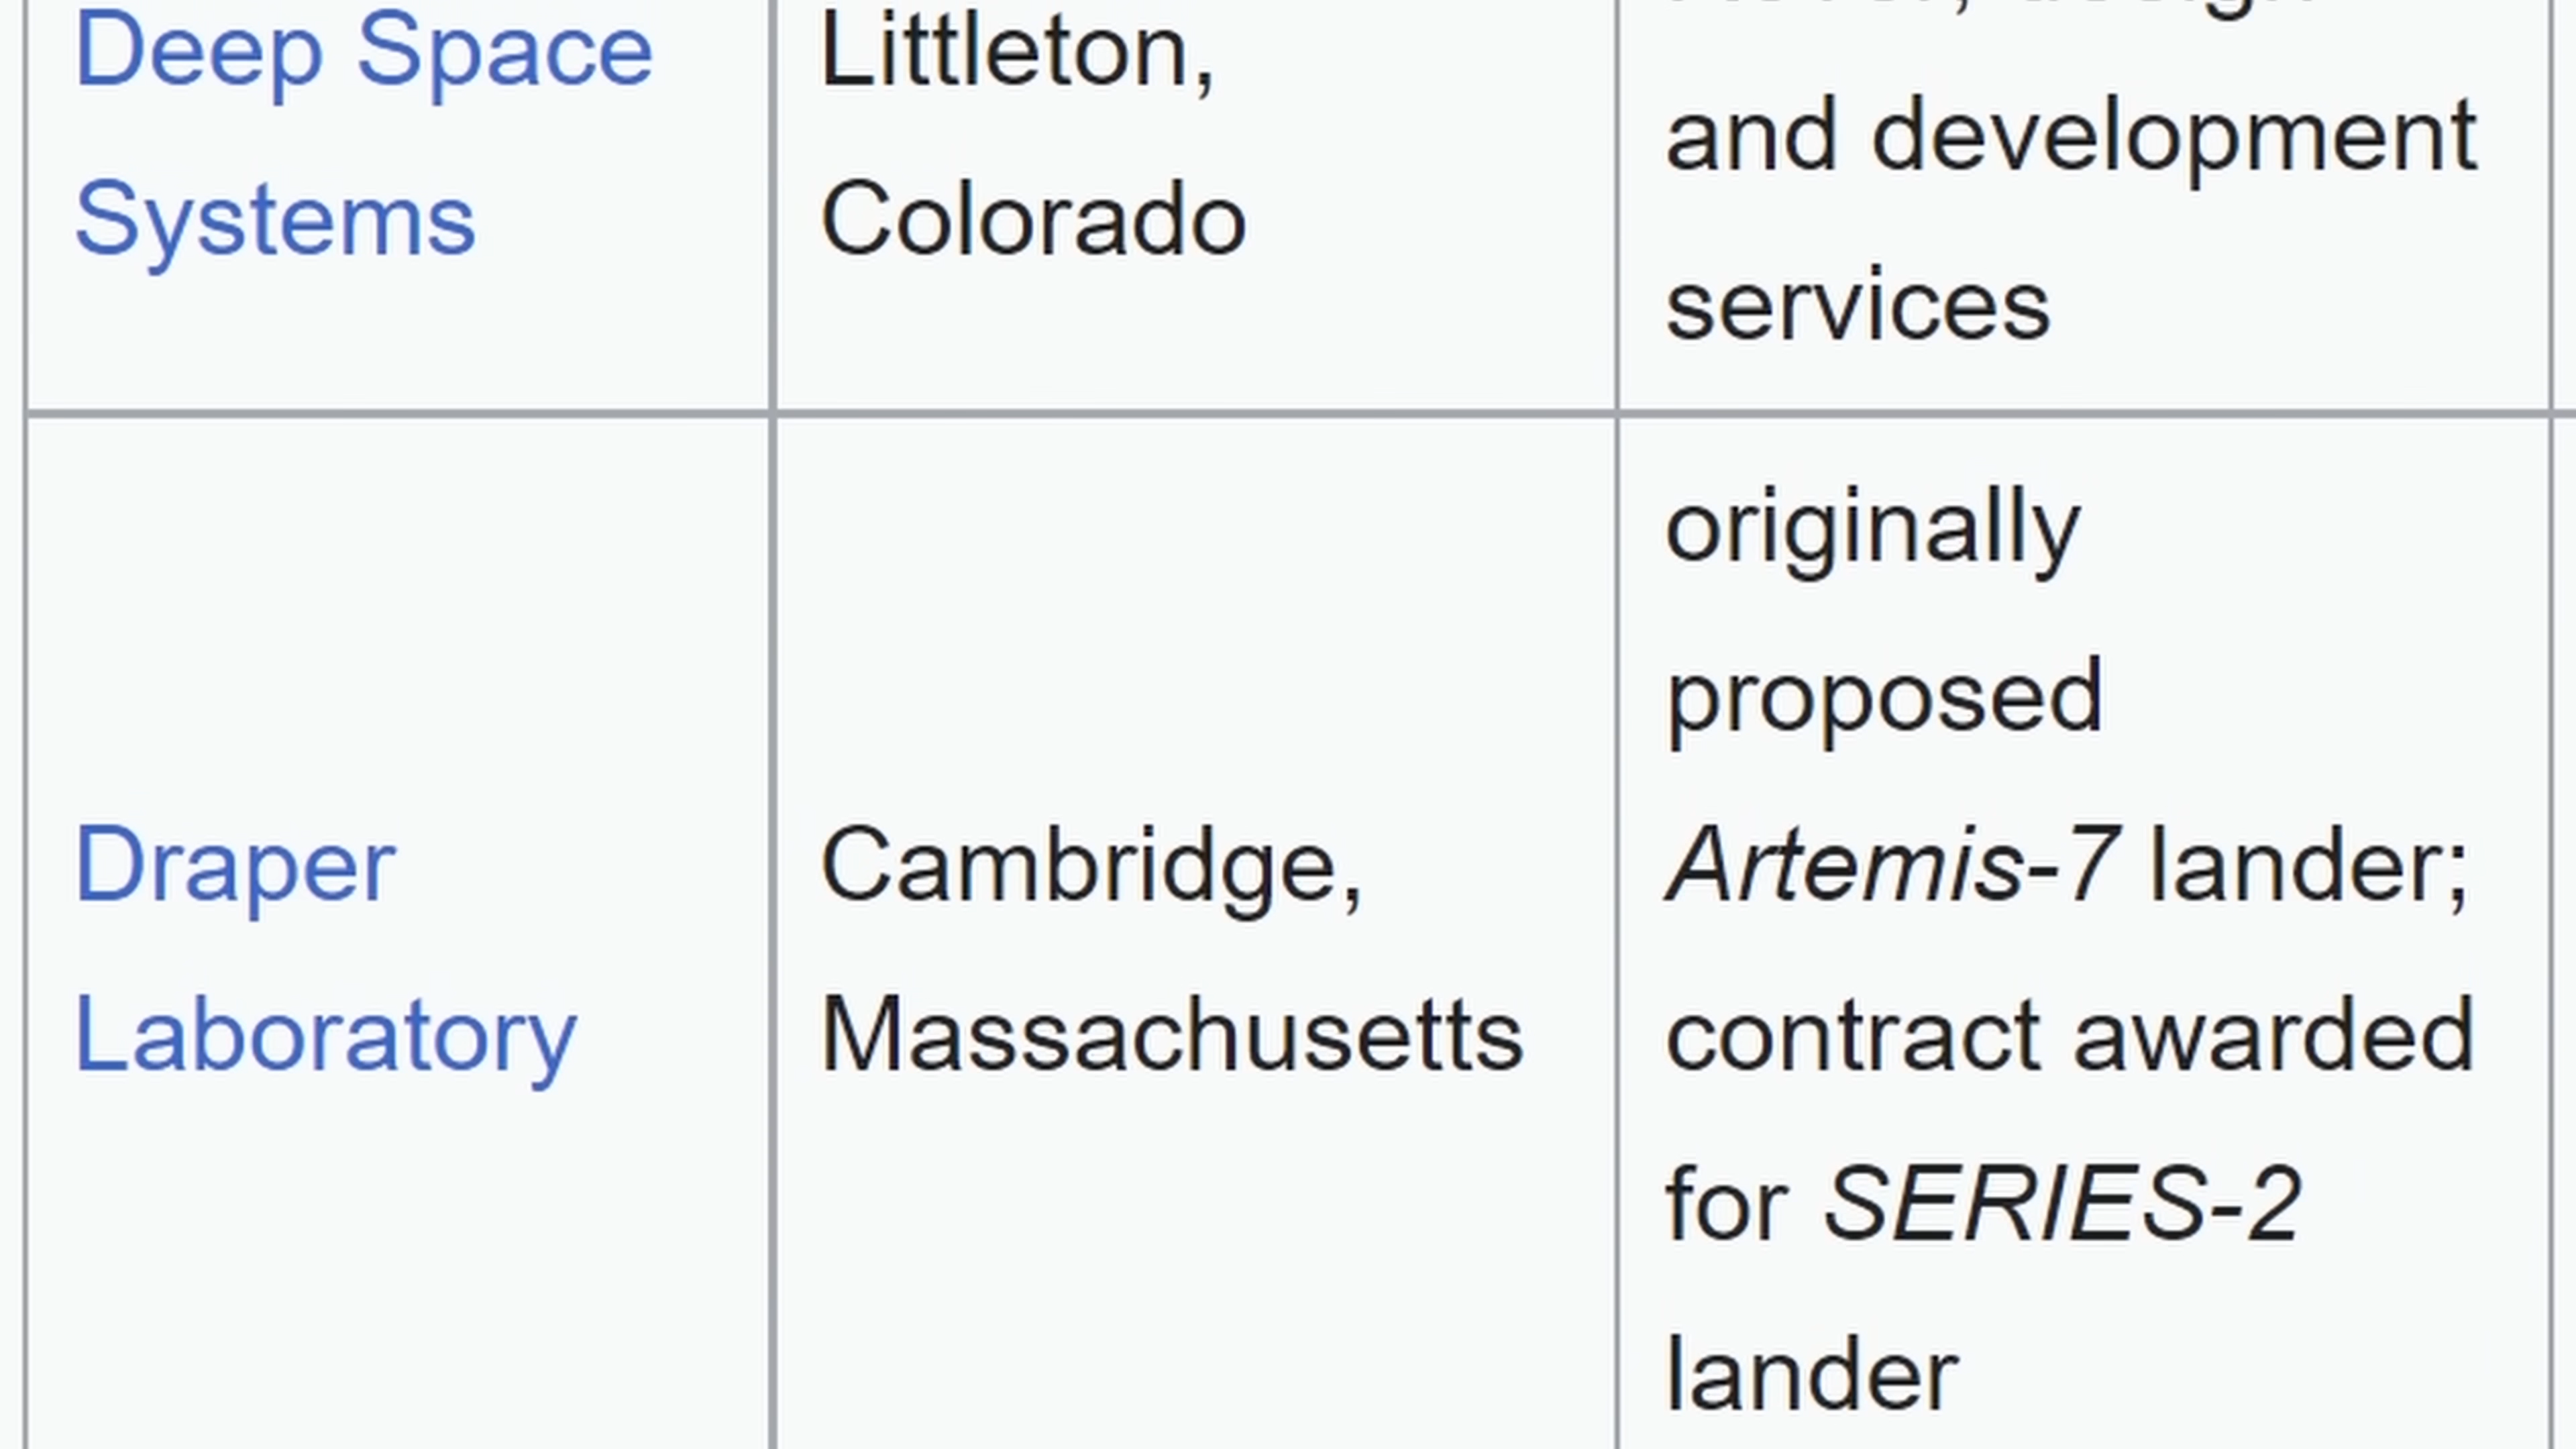 Deep Space
Systems
Littleton,
Colorado
and development
services
Draper
Laboratory
Cambridge,
Massachusetts
originally
proposed
Artemis-7 lander;
contract awarded
for SERIES-2
lander